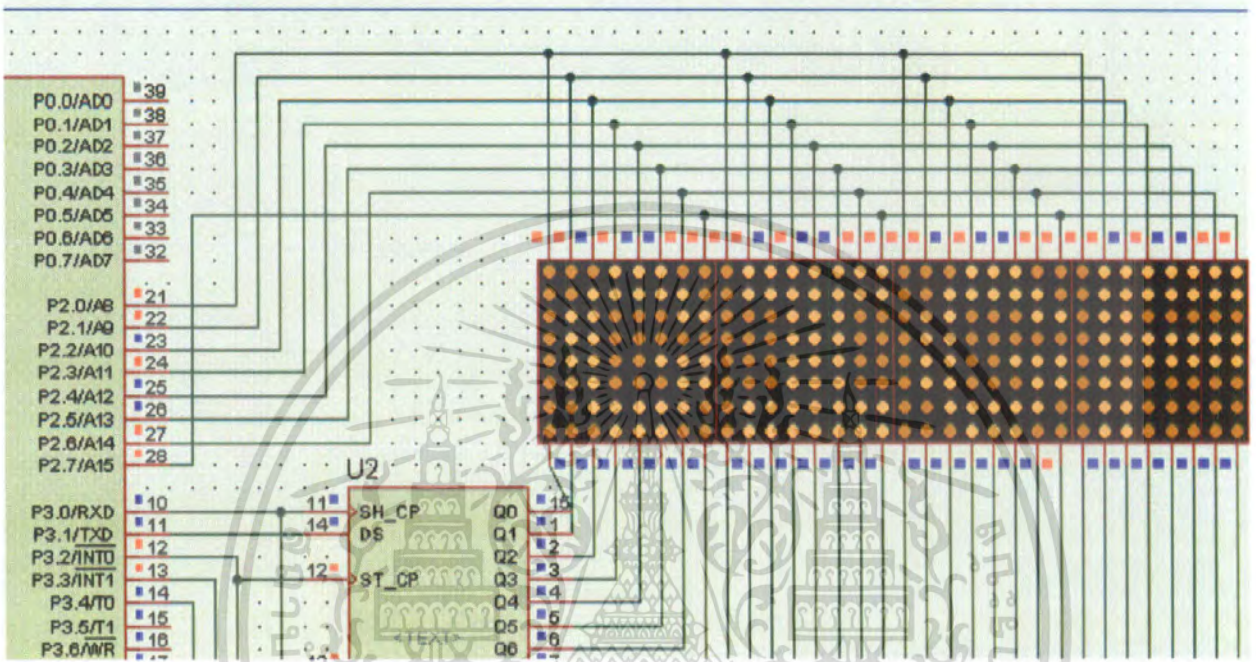 P0.0/AD0 39
P0.1/AD1 38
P0.2/AD2 37
P0.3/AD3 36
P0.4/AD4 35
P0.5/AD5 34
P0.6/AD6 33
P0.7/AD7 32
P2.0/A8 21
P2.1/A9 22
P2.2/A10 23
P2.3/A11 24
P2.4/A12 25
P2.5/A13 26
P2.6/A14 27
P2.7/A15 28
P3.0/RXD 10
P3.1/TXD 11
P3.2/INT0 12
P3.3/INT1 13
P3.4/T0 14
P3.5/T1 15
P3.6/WR 16
U2
11 SH_CP Q0 15
14 DS Q1 1
Q2 2
12 ST_CP Q3 3
Q4 4
Q5 5
Q6 6
<TEXT>